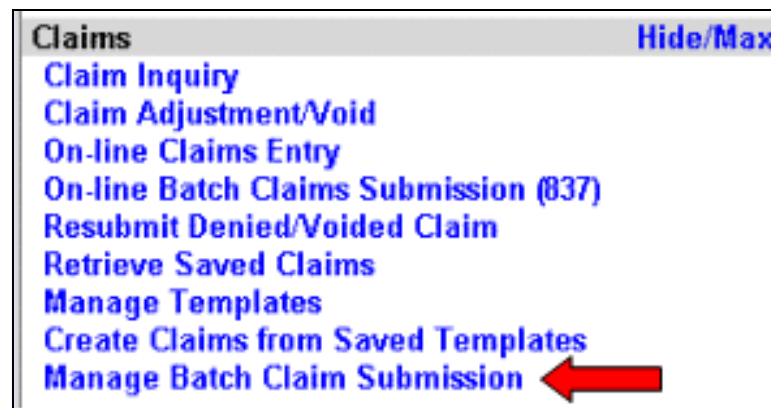 Claims Hide/Max
Claim Inquiry
Claim Adjustment/Void
On-line Claims Entry
On-line Batch Claims Submission (837)
Resubmit Denied/Voided Claim
Retrieve Saved Claims
Manage Templates
Create Claims from Saved Templates
Manage Batch Claim Submission